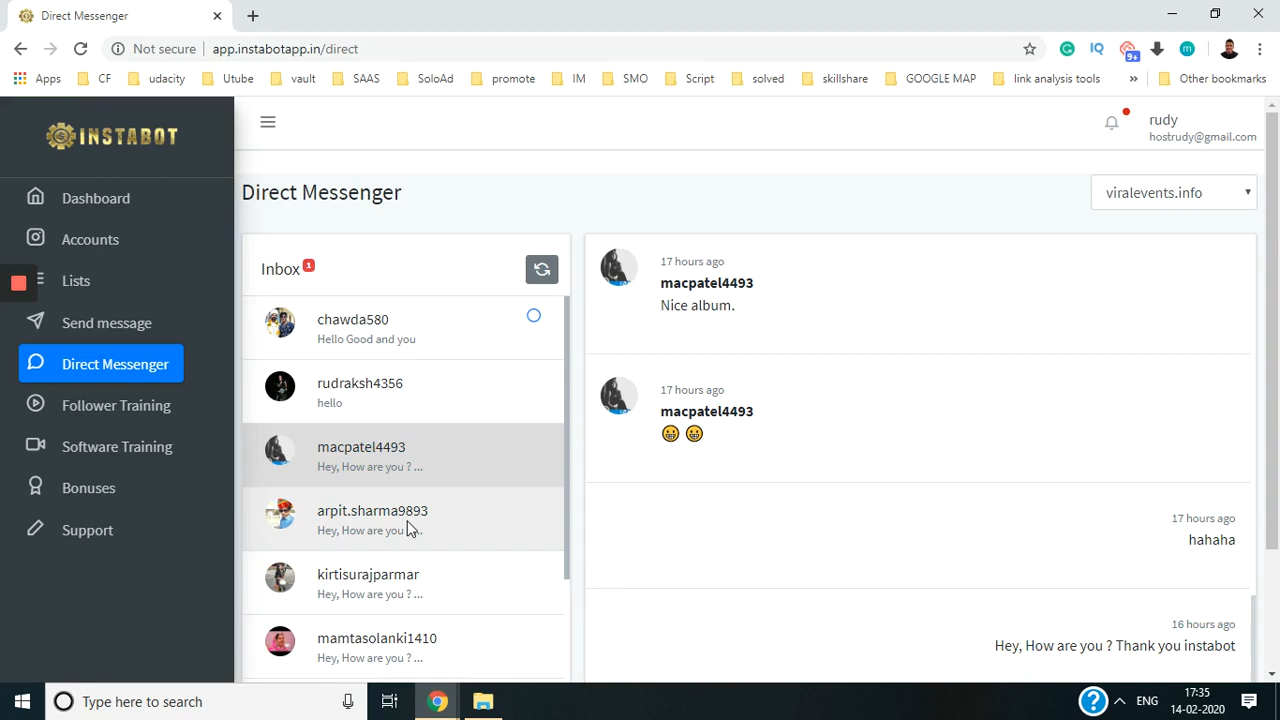 Direct Messenger
Not secure | app.instabotapp.in/direct
9+
Apps CF udacity Utube vault SAAS SoloAd promote IM SMO Script solved skillshare GOOGLE MAP link analysis tools » Other bookmarks
INSTABOT
rudy
hostrudy@gmail.com
Dashboard
Accounts
Lists
Send message
Direct Messenger
Follower Training
Software Training
Bonuses
Support
Direct Messenger
viralevents.info
Inbox 1
chawda580
Hello Good and you
rudraksh4356
hello
macpatel4493
Hey, How are you ? ...
arpit.sharma9893
Hey, How are you
kirtisurajparmar
Hey, How are you ? ...
mamtasolanki1410
Hey, How are you ? ...
17 hours ago
macpatel4493
Nice album.
17 hours ago
macpatel4493
😀 😀
17 hours ago
hahaha
16 hours ago
Hey, How are you ? Thank you instabot
Type here to search
ENG
17:35
14-02-2020